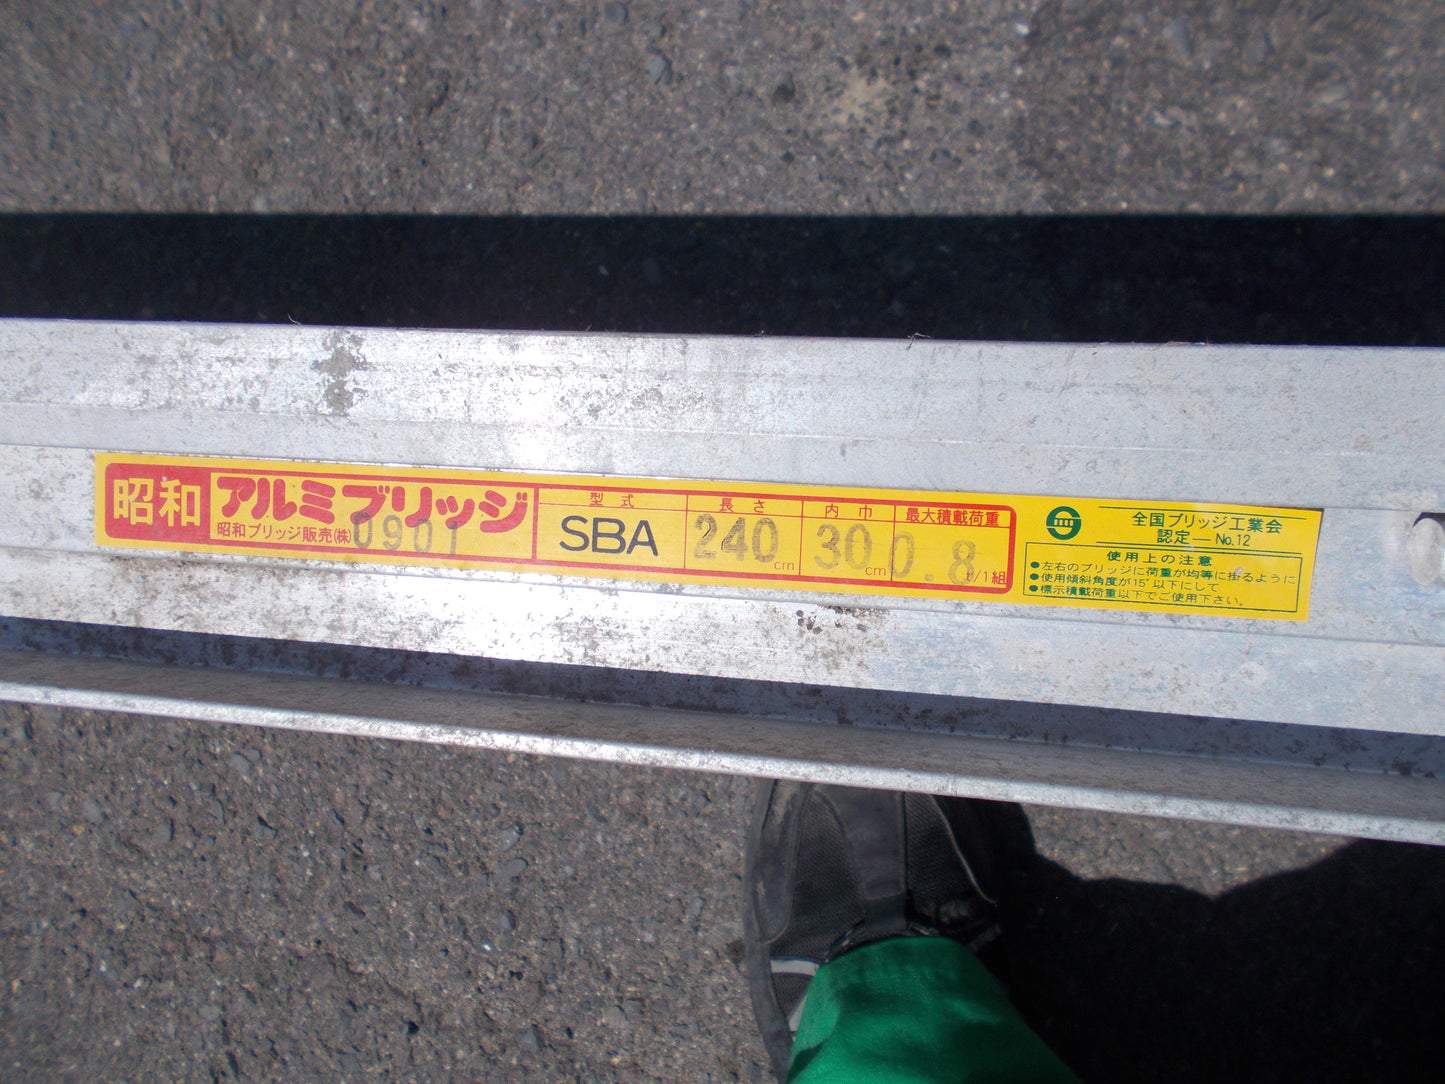 昭和
アルミブリッジ
昭和ブリッジ販売㈱
0901
型式
SBA
長さ
240cm
内巾
30cm
最大積載荷重
0.8t/1組
全国ブリッジ工業会
認定―No.12
使用上の注意
●左右のブリッジに荷重が均等に掛るように
●使用傾斜角度が15°以下にして
●標示積載荷重以下でご使用下さい。